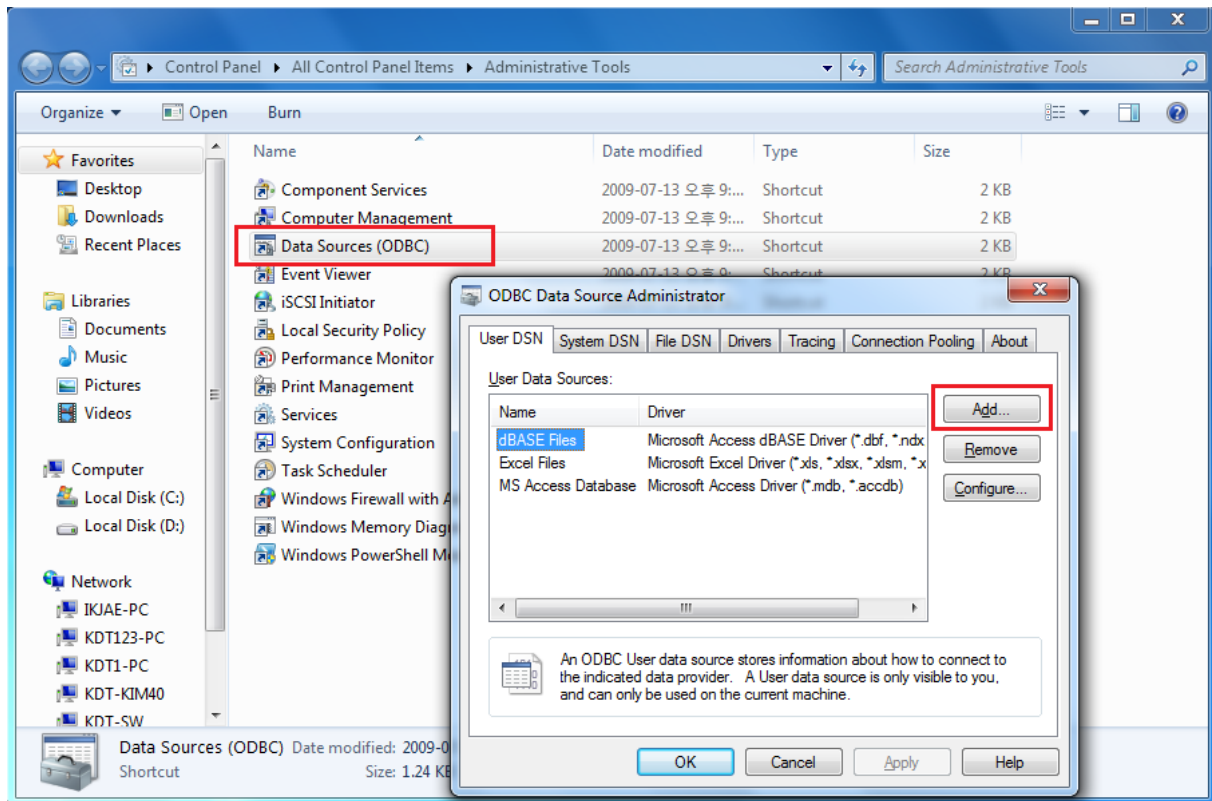 Control Panel ▸ All Control Panel Items ▸ Administrative Tools
Search Administrative Tools
Organize Open Burn
Favorites
Desktop
Downloads
Recent Places
Libraries
Documents
Music
Pictures
Videos
Computer
Local Disk (C:)
Local Disk (D:)
Network
IKJAE-PC
KDT123-PC
KDT1-PC
KDT-KIM40
KDT-SW
Name Date modified Type Size
Component Services 2009-07-13 오후 9:... Shortcut 2 KB
Computer Management 2009-07-13 오후 9:... Shortcut 2 KB
Data Sources (ODBC) 2009-07-13 오후 9:... Shortcut 2 KB
Event Viewer 2009-07-13 오후 9: Shortcut 2 KB
iSCSI Initiator
Local Security Policy
Performance Monitor
Print Management
Services
System Configuration
Task Scheduler
Windows Firewall with A
Windows Memory Diag
Windows PowerShell M
ODBC Data Source Administrator
User DSN System DSN File DSN Drivers Tracing Connection Pooling About
User Data Sources:
Name Driver
dBASE Files Microsoft Access dBASE Driver (*.dbf, *.ndx
Excel Files Microsoft Excel Driver (*.xls, *.xlsx, *.xlsm, *.x
MS Access Database Microsoft Access Driver (*.mdb, *.accdb)
Add...
Remove
Configure...
An ODBC User data source stores information about how to connect to
the indicated data provider. A User data source is only visible to you,
and can only be used on the current machine.
OK Cancel Apply Help
Data Sources (ODBC) Date modified: 2009-0
Shortcut Size: 1.24 KB